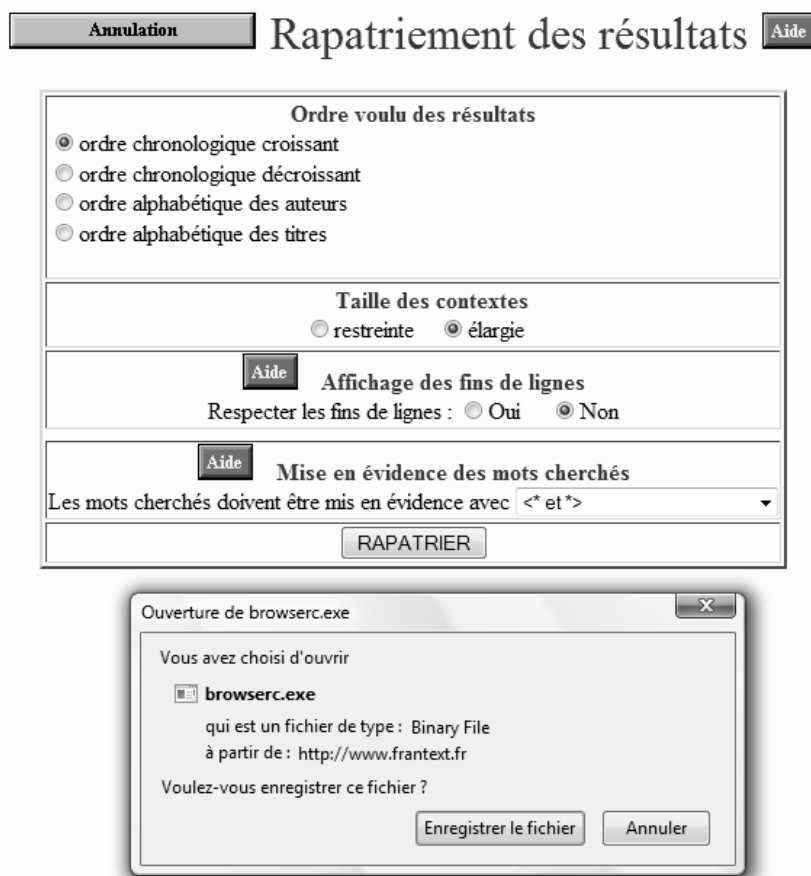 Annulation Rapatriement des résultats Aide
Ordre voulu des résultats
ordre chronologique croissant
ordre chronologique décroissant
ordre alphabétique des auteurs
ordre alphabétique des titres
Taille des contextes
restreinte élargie
Aide Affichage des fins de lignes
Respecter les fins de lignes : Oui Non
Aide Mise en évidence des mots cherchés
Les mots cherchés doivent être mis en évidence avec <* et *>
RAPATRIER
Ouverture de browserc.exe
Vous avez choisi d'ouvrir
browserc.exe
qui est un fichier de type : Binary File
à partir de : http://www.frantext.fr
Voulez-vous enregistrer ce fichier ?
Enregistrer le fichier Annuler